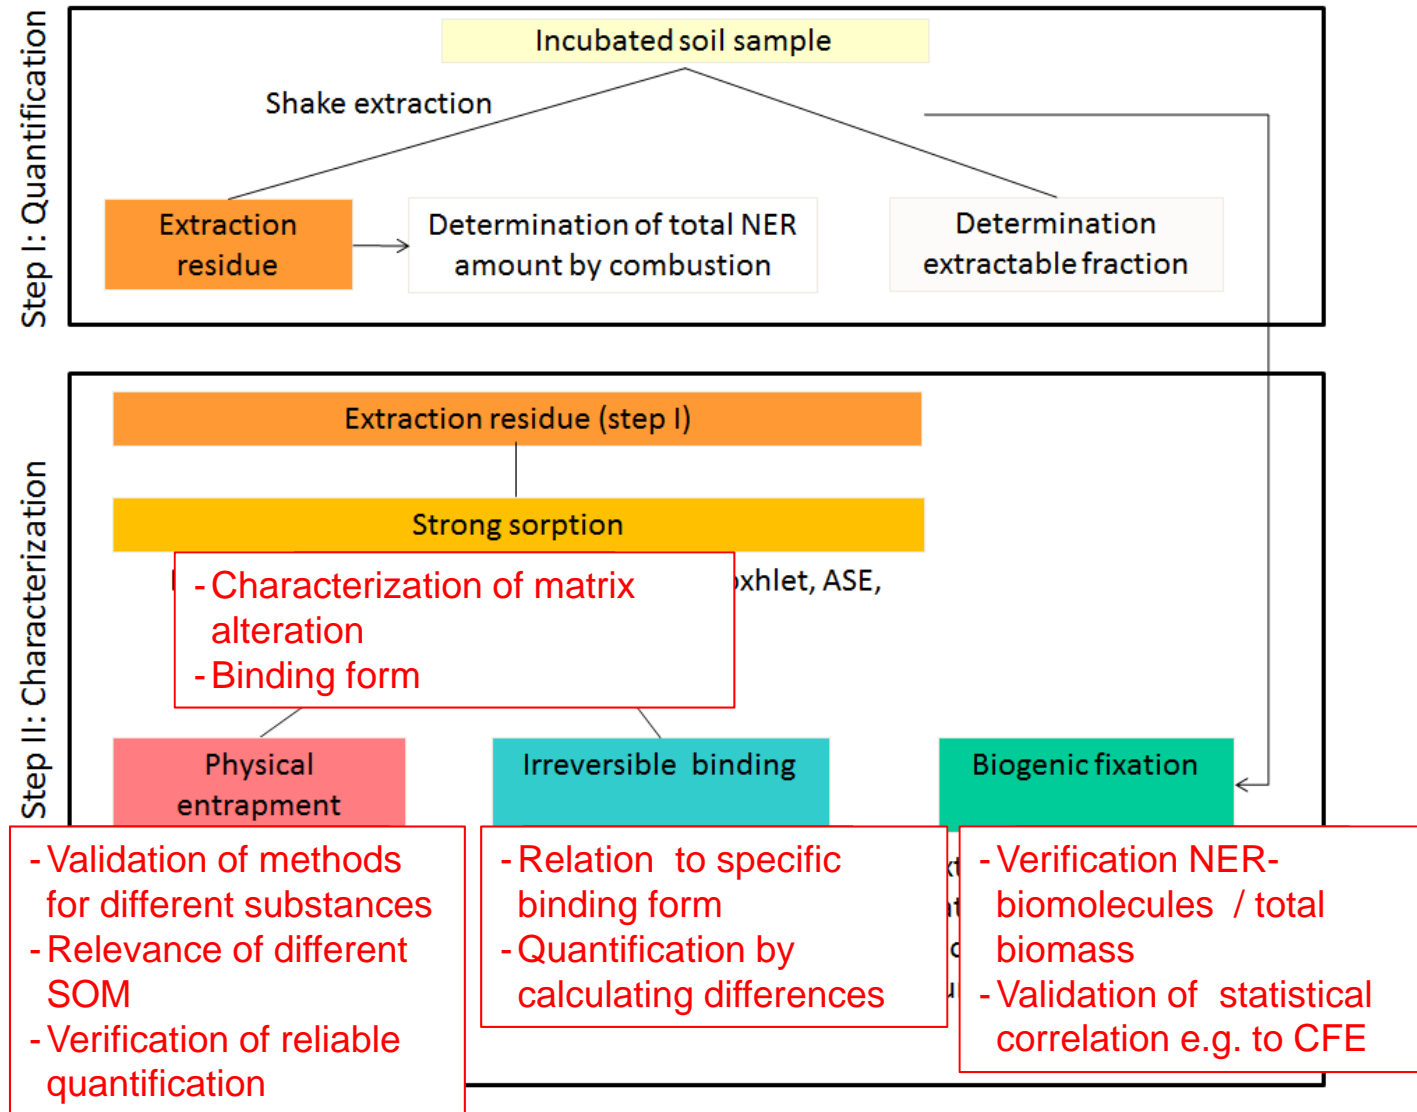 Step I: Quantification
Incubated soil sample
Shake extraction
Extraction
residue
Determination of total NER
amount by combustion
Determination
extractable fraction
Step II: Characterization
Extraction residue (step I)
Strong sorption
- Characterization of matrix
alteration
- Binding form
ASE,
Physical
entrapment
Irreversible binding
Biogenic fixation
- Validation of methods
for different substances
- Relevance of different
SOM
- Verification of reliable
quantification
- Relation to specific
binding form
- Quantification by
calculating differences
- Verification NER-
biomolecules / total
biomass
- Validation of statistical
correlation e.g. to CFE